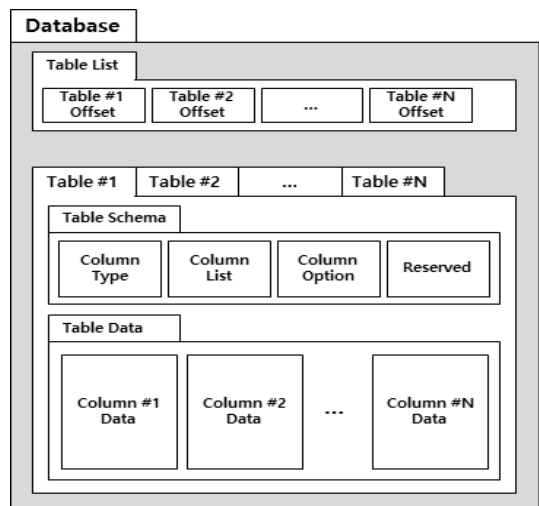 Database
Table List
Table #1 Offset
Table #2 Offset
...
Table #N Offset
Table #1
Table #2
...
Table #N
Table Schema
Column Type
Column List
Column Option
Reserved
Table Data
Column #1 Data
Column #2 Data
...
Column #N Data